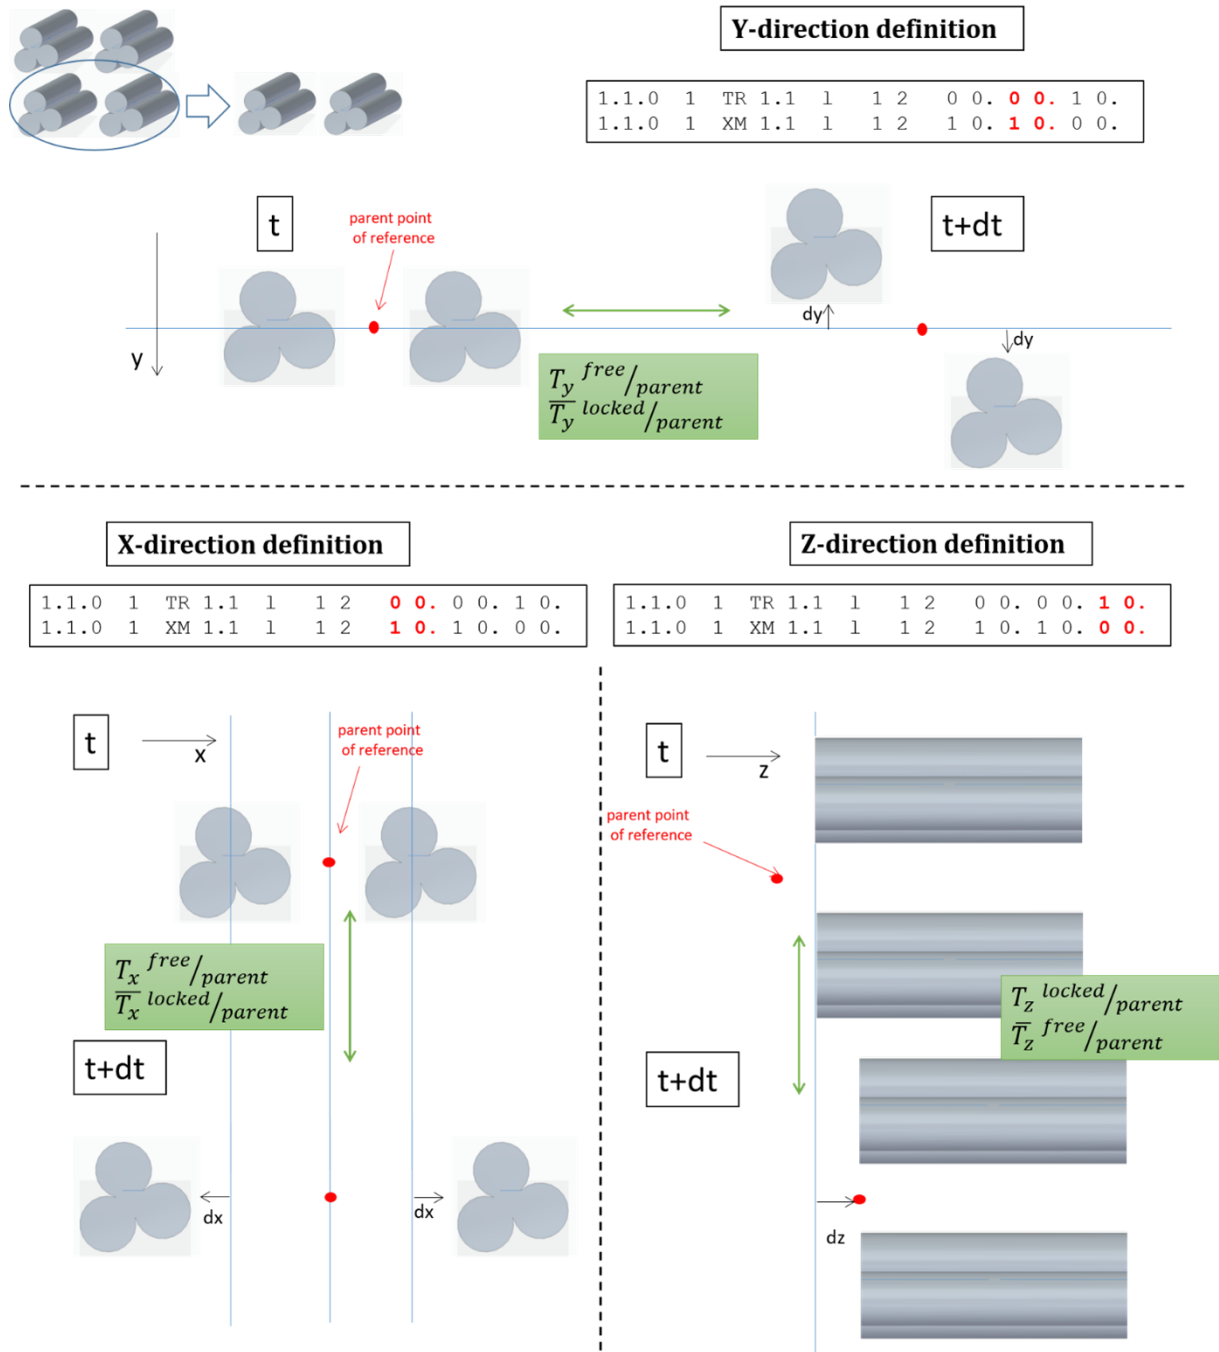 Y-direction definition
1.1.0 1 TR 1.1 l 1 2 0 0. 0 0. 1 0.
1.1.0 1 XM 1.1 l 1 2 1 0. 1 0. 0 0.
t
parent point
of reference
t+dt
y
dy
dy
T_y free/parent
T̅_y locked/parent
X-direction definition
1.1.0 1 TR 1.1 l 1 2 0 0. 0 0. 1 0.
1.1.0 1 XM 1.1 l 1 2 1 0. 1 0. 0 0.
t
x
parent point
of reference
T_x free/parent
T̅_x locked/parent
t+dt
dx
dx
Z-direction definition
1.1.0 1 TR 1.1 l 1 2 0 0. 0 0. 1 0.
1.1.0 1 XM 1.1 l 1 2 1 0. 1 0. 0 0.
t
z
parent point
of reference
T_z locked/parent
T̅_z free/parent
t+dt
dz